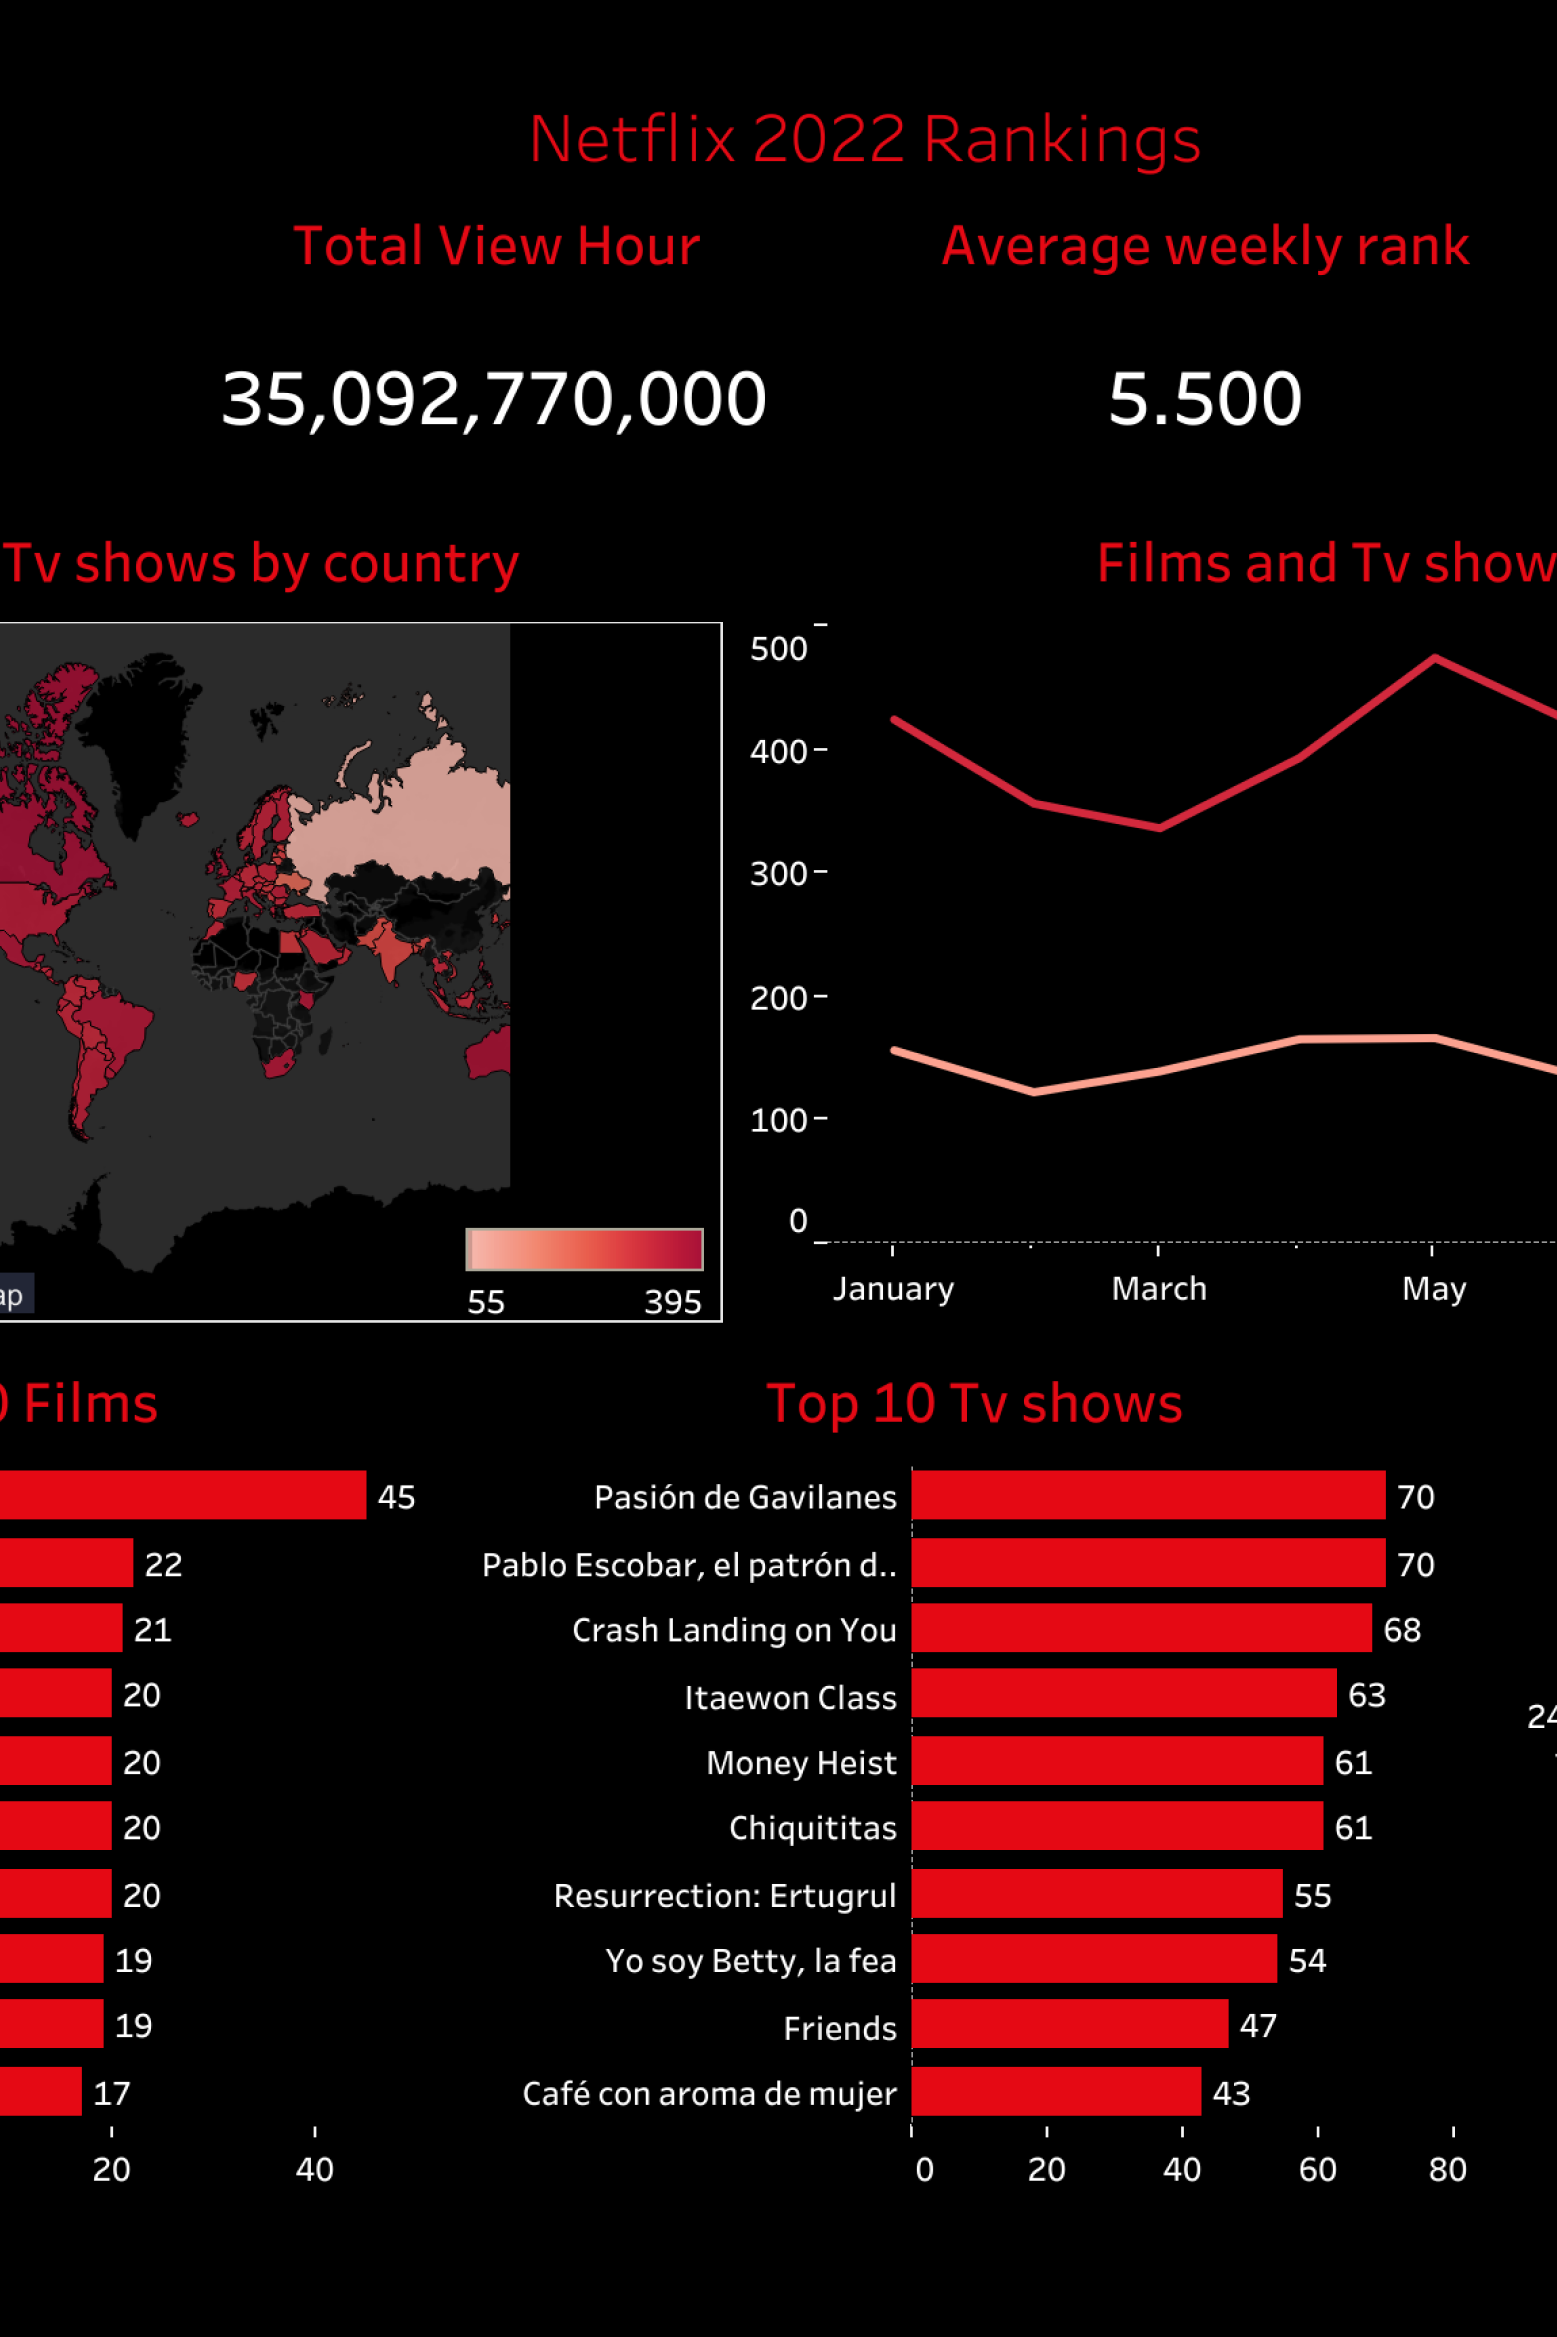 Netflix 2022 Rankings
Total View Hour
Average weekly rank
35,092,770,000
5.500
Tv shows by country
Films and Tv show
55
395
500
400
300
200
100
0
January
March
May
Films
45
22
21
20
20
20
20
19
19
17
20
40
Top 10 Tv shows
Pasión de Gavilanes 70
Pablo Escobar, el patrón d.. 70
Crash Landing on You 68
Itaewon Class 63
Money Heist 61
Chiquititas 61
Resurrection: Ertugrul 55
Yo soy Betty, la fea 54
Friends 47
Café con aroma de mujer 43
0 20 40 60 80